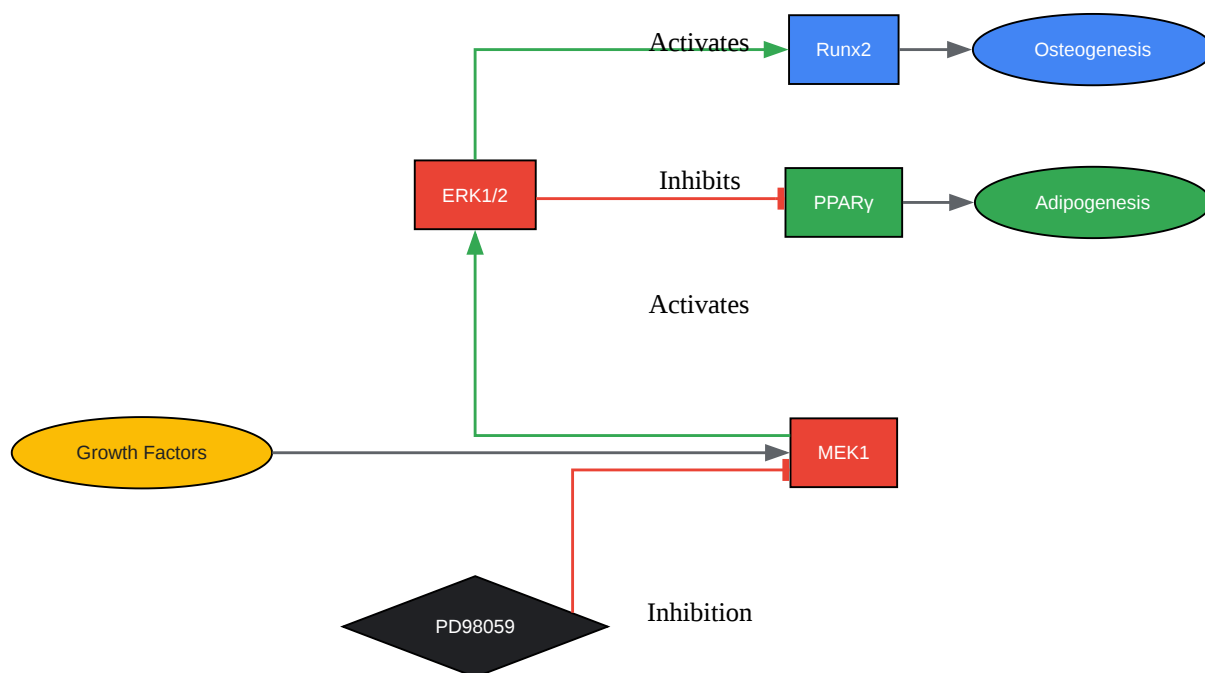 Activates
Runx2
Osteogenesis
ERK1/2
Inhibits
PPARγ
Adipogenesis
Activates
Growth Factors
MEK1
PD98059
Inhibition